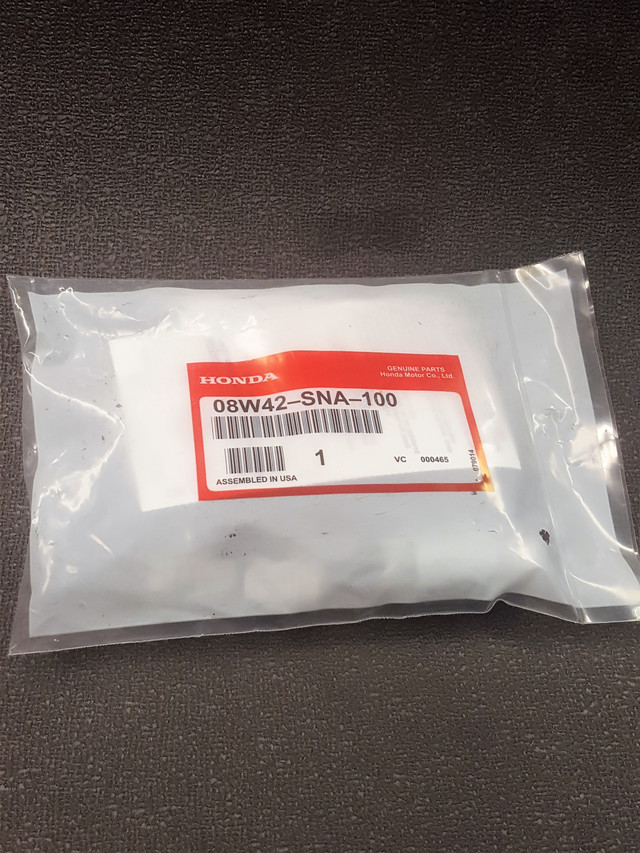 HONDA
GENUINE PARTS
Honda Motor Co., Ltd.
08W42-SNA-100
1
VC 000465
ASSEMBLED IN USA